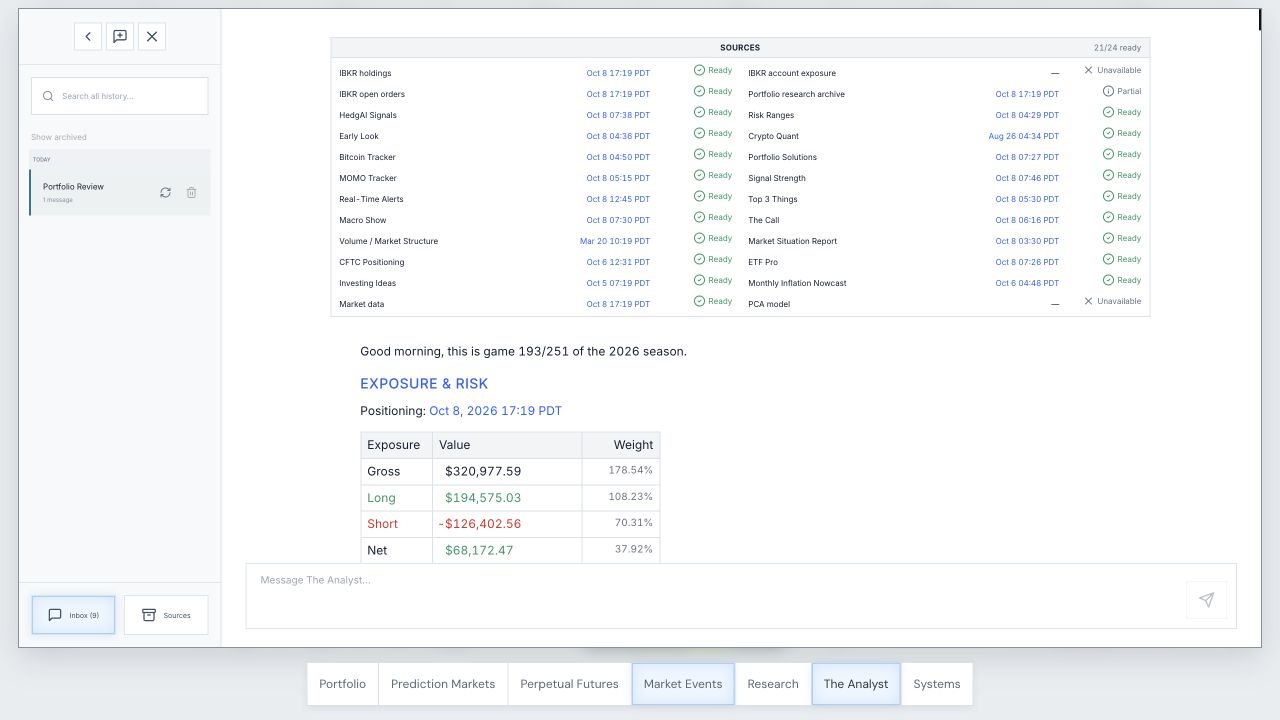 SOURCES 21/24 ready
IBKR holdings Oct 8 17:19 PDT Ready IBKR account exposure — Unavailable
IBKR open orders Oct 8 17:19 PDT Ready Portfolio research archive Oct 8 17:19 PDT Partial
HedgAI Signals Oct 8 07:38 PDT Ready Risk Ranges Oct 8 04:29 PDT Ready
Early Look Oct 8 04:36 PDT Ready Crypto Quant Aug 26 04:34 PDT Ready
Bitcoin Tracker Oct 8 04:50 PDT Ready Portfolio Solutions Oct 8 07:27 PDT Ready
MOMO Tracker Oct 8 05:15 PDT Ready Signal Strength Oct 8 07:46 PDT Ready
Real-Time Alerts Oct 8 12:45 PDT Ready Top 3 Things Oct 8 05:30 PDT Ready
Macro Show Oct 8 07:30 PDT Ready The Call Oct 8 06:16 PDT Ready
Volume / Market Structure Mar 20 10:19 PDT Ready Market Situation Report Oct 8 03:30 PDT Ready
CFTC Positioning Oct 6 12:31 PDT Ready ETF Pro Oct 8 07:26 PDT Ready
Investing Ideas Oct 5 07:19 PDT Ready Monthly Inflation Nowcast Oct 6 04:48 PDT Ready
Market data Oct 8 17:19 PDT Ready PCA model — Unavailable
Search all history...
Show archived
TODAY
Portfolio Review
1 message
Good morning, this is game 193/251 of the 2026 season.
EXPOSURE & RISK
Positioning: Oct 8, 2026 17:19 PDT
Exposure Value Weight
Gross $320,977.59 178.54%
Long $194,575.03 108.23%
Short -$126,402.56 70.31%
Net $68,172.47 37.92%
Message The Analyst...
Inbox (9) Sources
Portfolio Prediction Markets Perpetual Futures Market Events Research The Analyst Systems